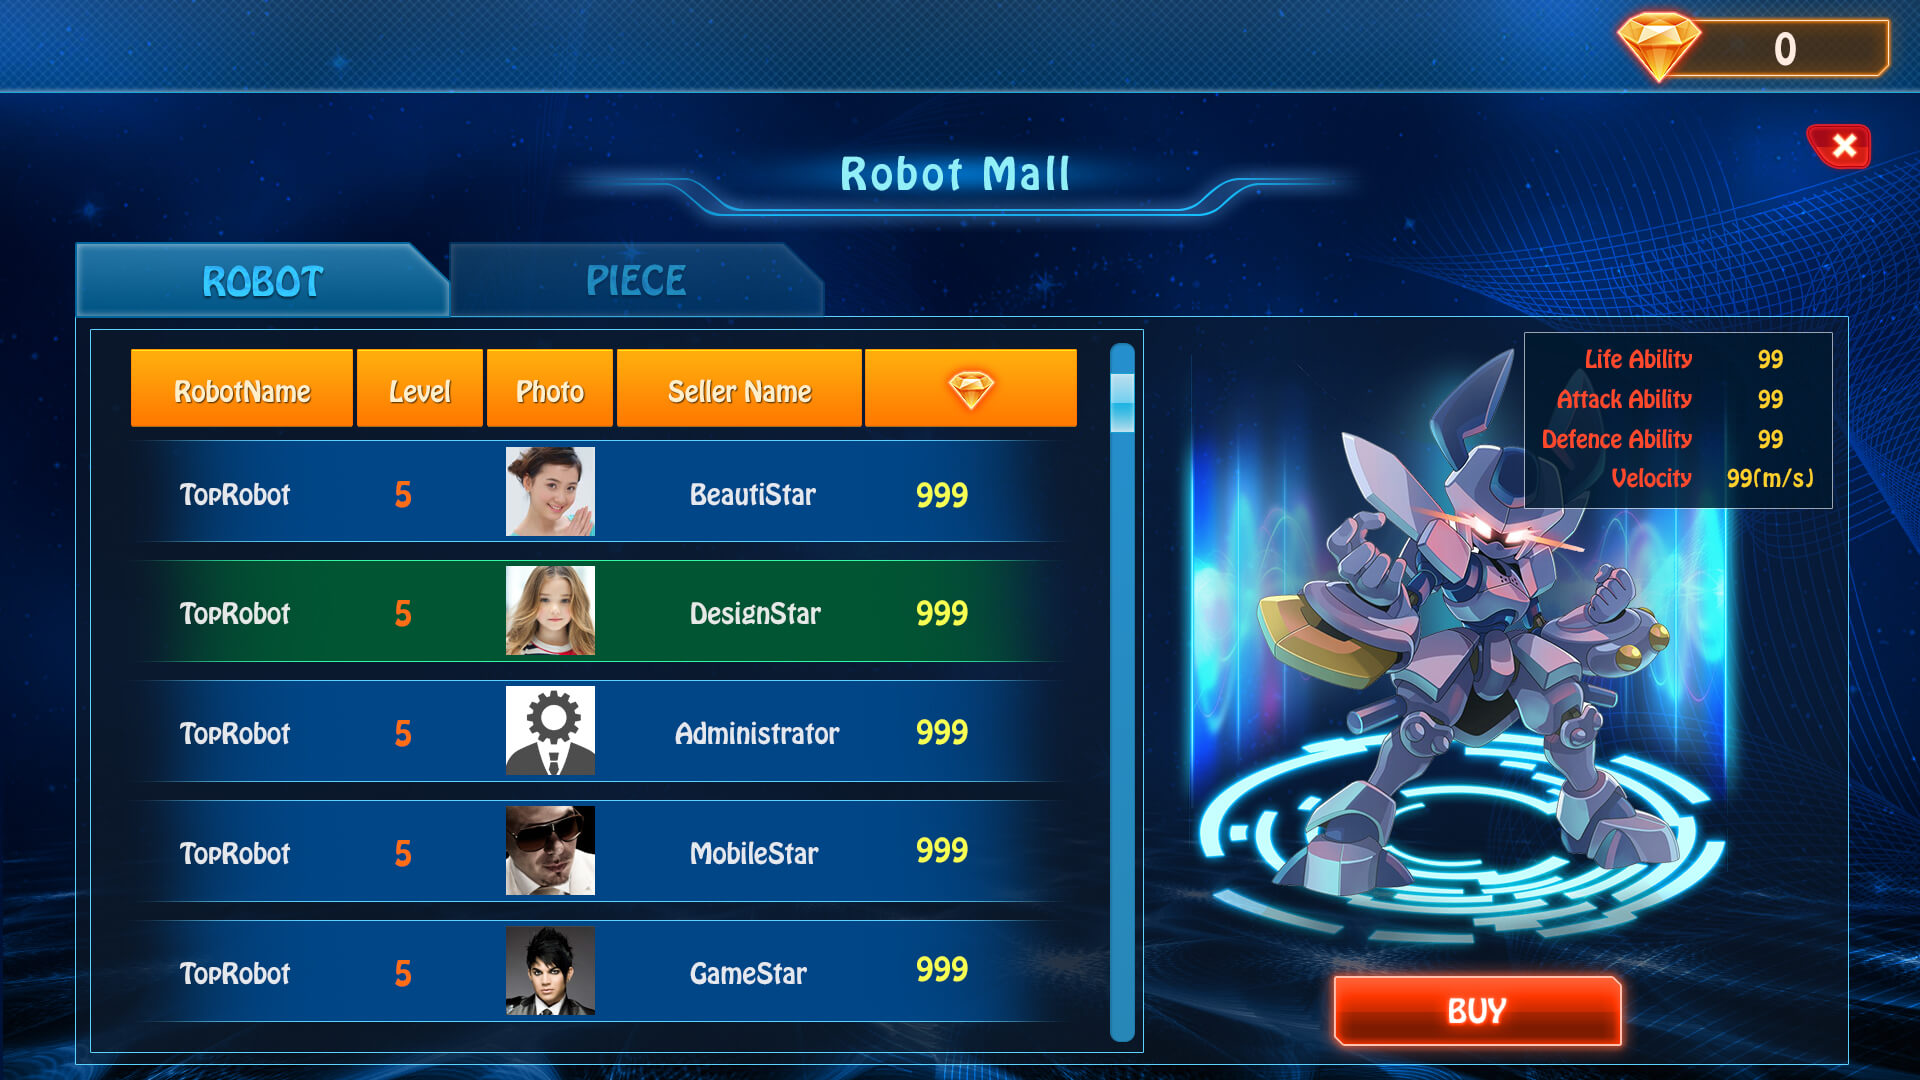 0
Robot Mall
ROBOT PIECE
RobotName Level Photo Seller Name
TopRobot 5 BeautiStar 999
TopRobot 5 DesignStar 999
TopRobot 5 Administrator 999
TopRobot 5 MobileStar 999
TopRobot 5 GameStar 999
Life Ability 99
Attack Ability 99
Defence Ability 99
Velocity 99(m/s)
BUY